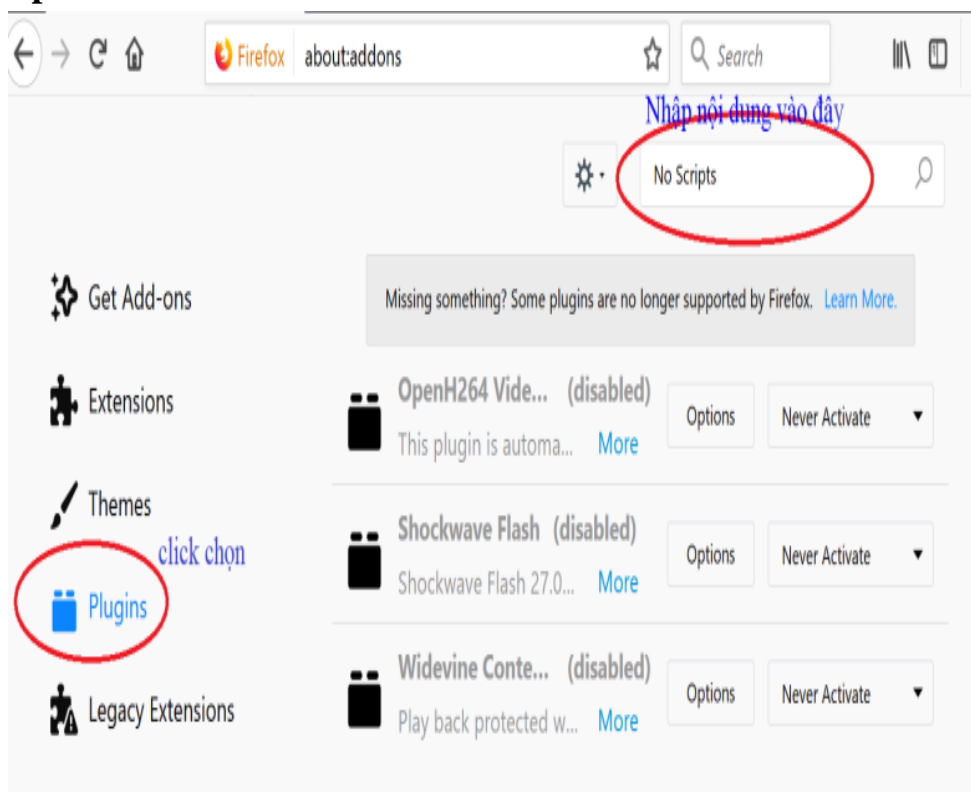 Firefox about:addons Search
Nhập nội dung vào đây
No Scripts
Get Add-ons
Missing something? Some plugins are no longer supported by Firefox. Learn More.
Extensions
OpenH264 Vide... (disabled)
This plugin is automa... More
Options Never Activate
Themes
click chọn
Shockwave Flash (disabled)
Shockwave Flash 27.0... More
Options Never Activate
Plugins
Widevine Conte... (disabled)
Play back protected w... More
Options Never Activate
Legacy Extensions